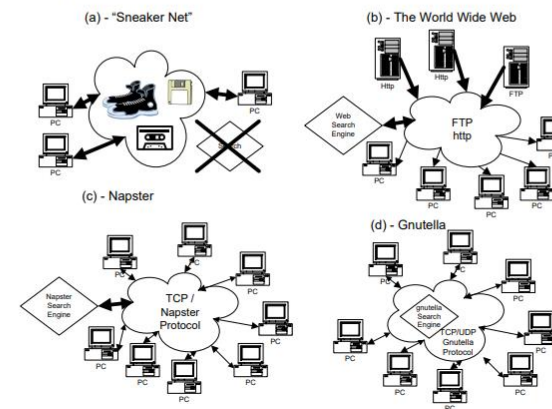 (a) - “Sneaker Net”
PC
PC
PC
(b) - The World Wide Web
Http
Http
FTP
Web
Search
Engine
FTP
http
PC
PC
PC
PC
(c) - Napster
PC
PC
Napster
Search
Engine
TCP /
Napster
Protocol
PC
PC
PC
PC
PC
(d) - Gnutella
PC
PC
PC
gnutella
Search
Engine
TCP/UDP
Gnutella
Protocol
PC
PC
PC
PC
PC